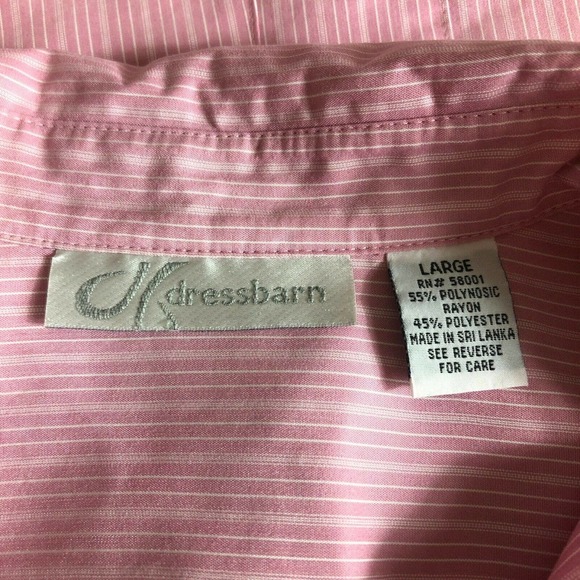 dressbarn
LARGE
RN# 58001
55% POLYNOSIC
RAYON
45% POLYESTER
MADE IN SRI LANKA
SEE REVERSE
FOR CARE